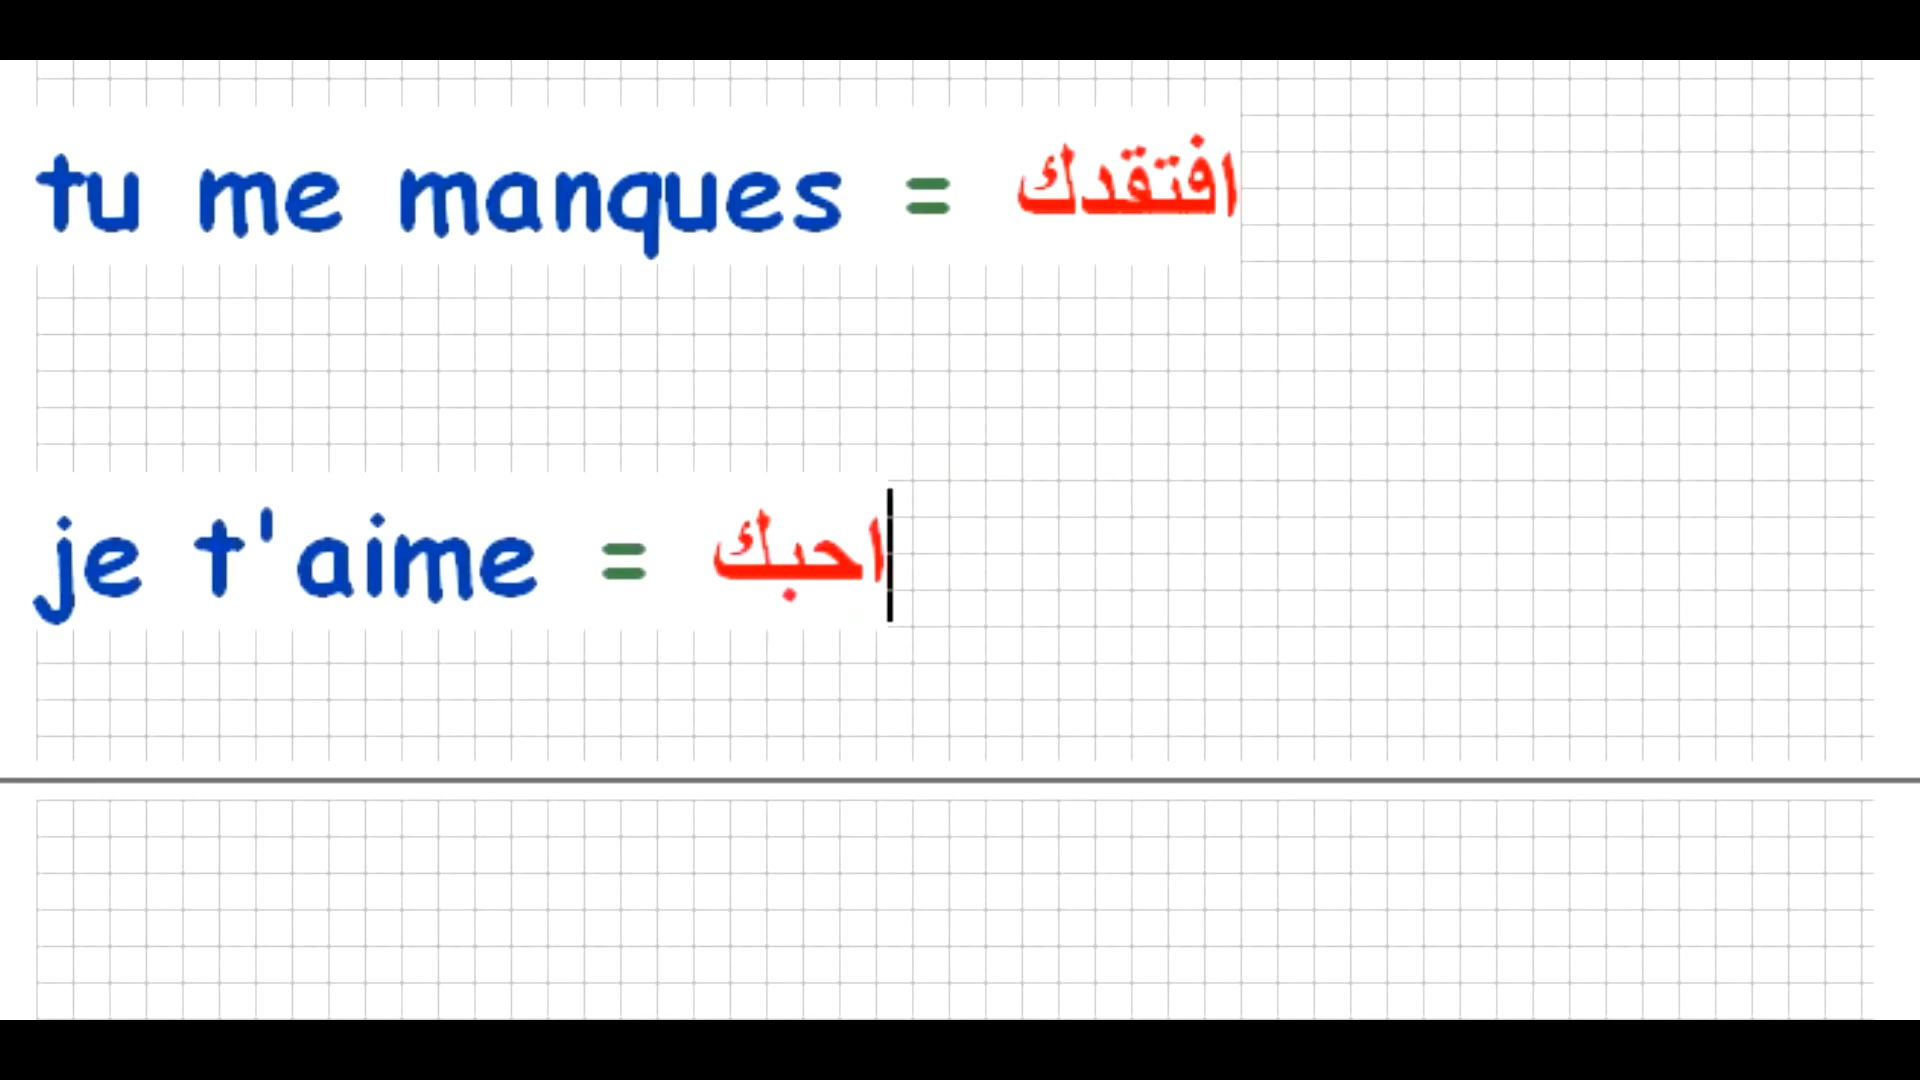 tu me manques = افتقدك
je t'aime = احبك